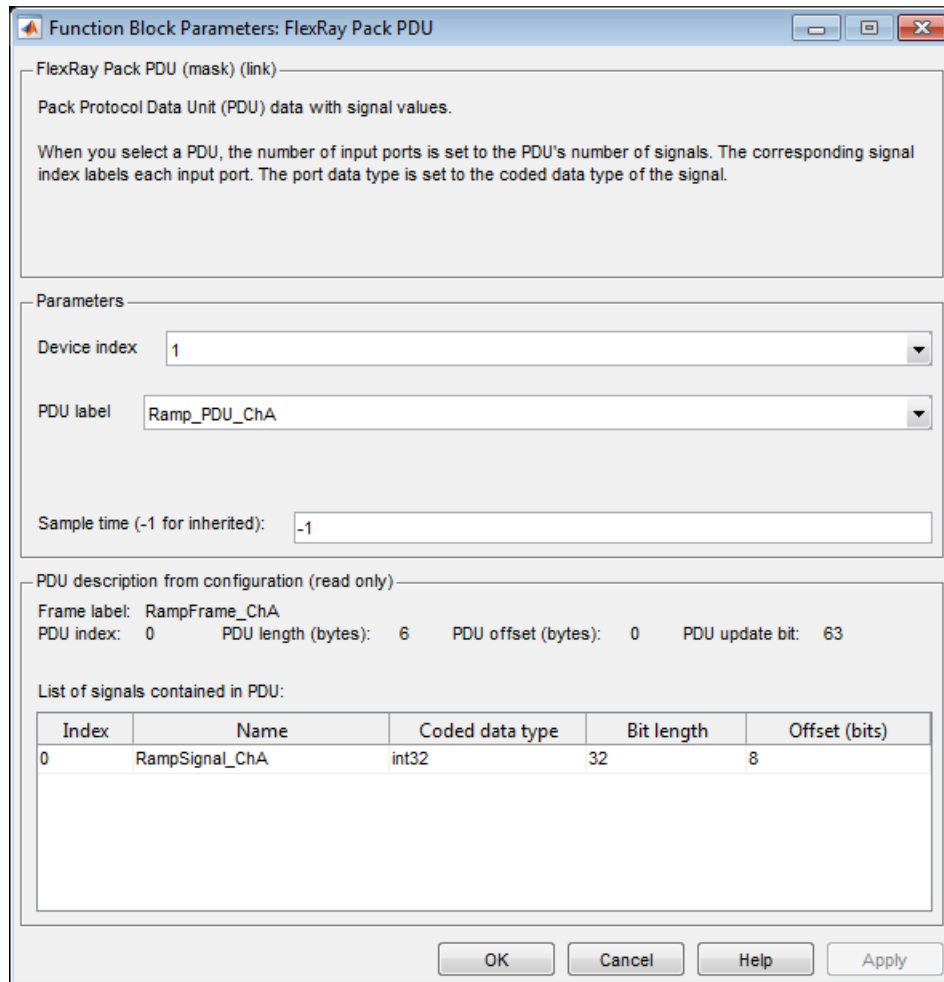 Function Block Parameters: FlexRay Pack PDU
FlexRay Pack PDU (mask) (link)
Pack Protocol Data Unit (PDU) data with signal values.
When you select a PDU, the number of input ports is set to the PDU's number of signals. The corresponding signal
index labels each input port. The port data type is set to the coded data type of the signal.
Parameters
Device index 1
PDU label Ramp_PDU_ChA
Sample time (-1 for inherited): -1
PDU description from configuration (read only)
Frame label: RampFrame_ChA
PDU index: 0 PDU length (bytes): 6 PDU offset (bytes): 0 PDU update bit: 63
List of signals contained in PDU:
Index Name Coded data type Bit length Offset (bits)
0 RampSignal_ChA int32 32 8
OK Cancel Help Apply